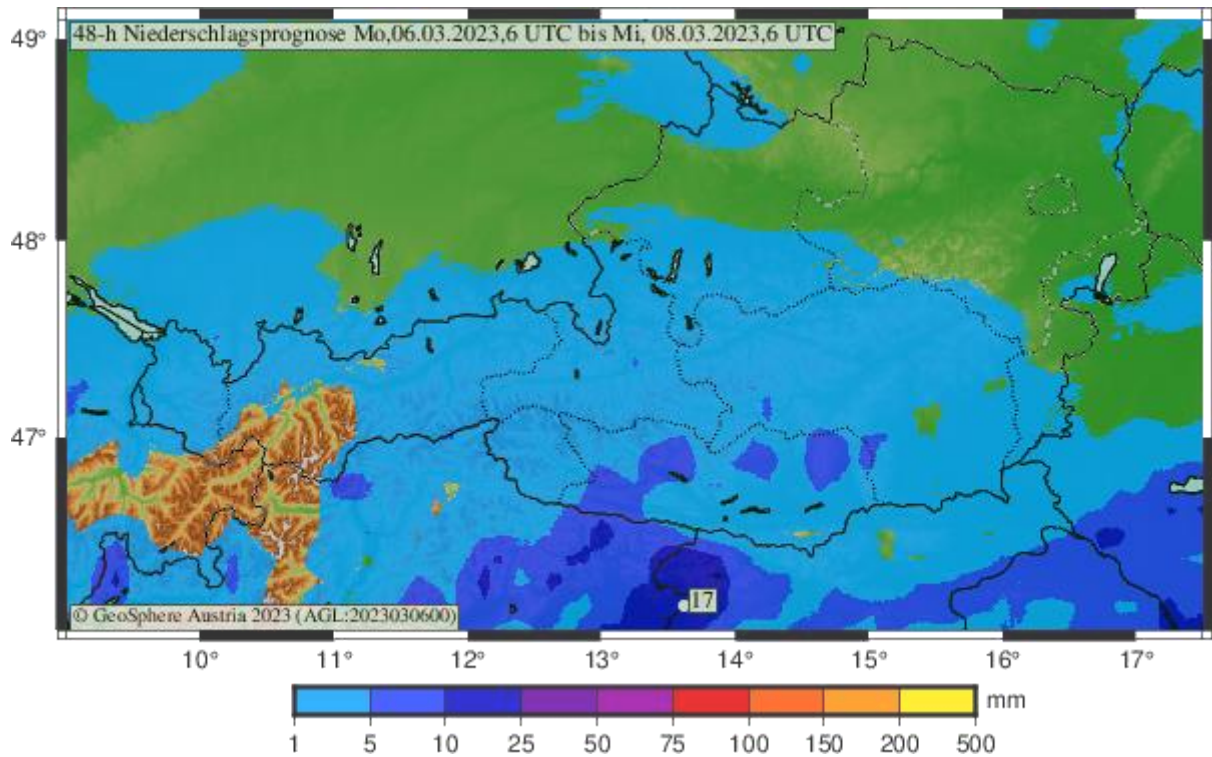 48-h Niederschlagsprognose Mo,06.03.2023,6 UTC bis Mi, 08.03.2023,6 UTC
49°
48°
47°
17
© GeoSphere Austria 2023 (AGL:2023030600)
10° 11° 12° 13° 14° 15° 16° 17°
mm
1 5 10 25 50 75 100 150 200 500